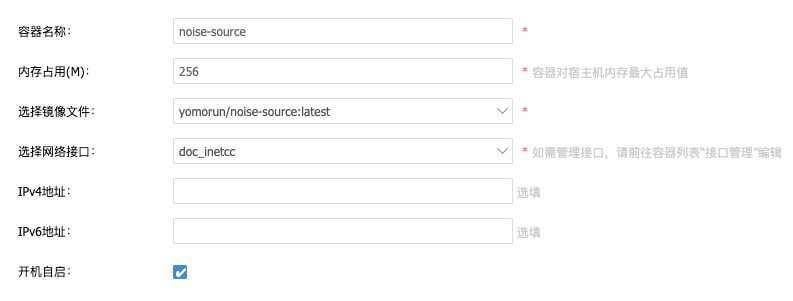 容器名称： noise-source *
内存占用(M)： 256 * 容器对宿主机内存最大占用值
选择镜像文件： yomorun/noise-source:latest *
选择网络接口： doc_inetcc * 如需管理接口，请前往容器列表“接口管理”编辑
IPv4地址： 选填
IPv6地址： 选填
开机自启：